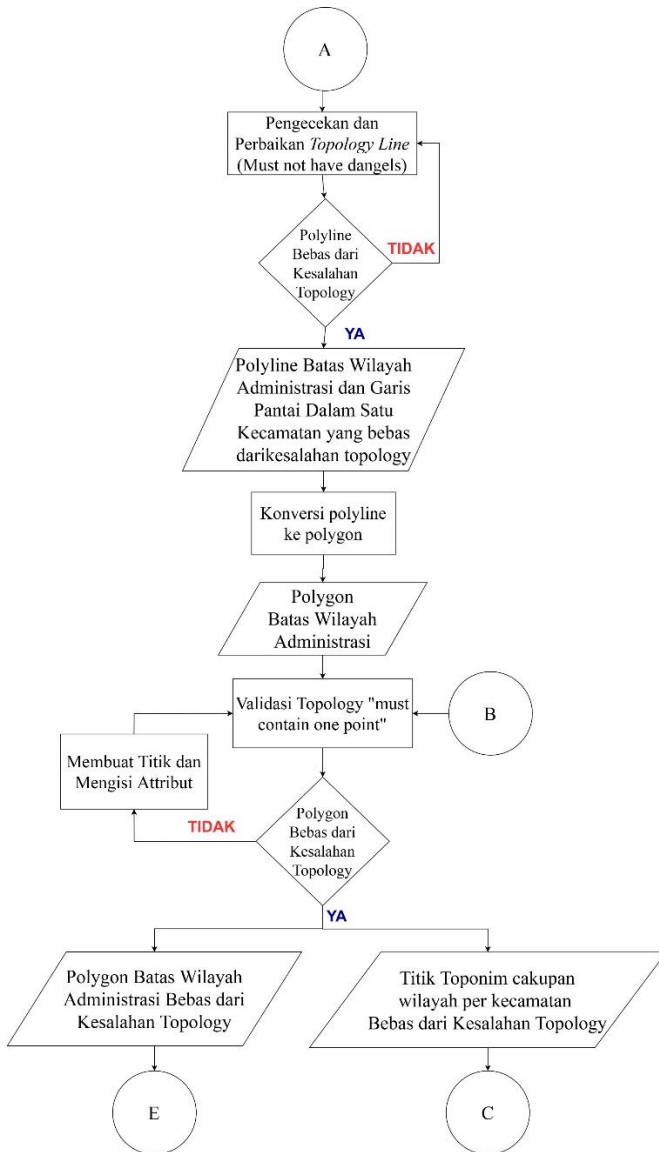 A
Pengecekan dan
Perbaikan Topology Line
(Must not have dangels)
Polyline
Bebas dari
Kesalahan
Topology
TIDAK
YA
Polyline Batas Wilayah
Administrasi dan Garis
Pantai Dalam Satu
Kecamatan yang bebas
darikesalahan topology
Konversi polyline
ke polygon
Polygon
Batas Wilayah
Administrasi
Validasi Topology "must
contain one point"
B
Membuat Titik dan
Mengisi Attribut
TIDAK
Polygon
Bebas dari
Kesalahan
Topology
YA
Polygon Batas Wilayah
Administrasi Bebas dari
Kesalahan Topology
Titik Toponim cakupan
wilayah per kecamatan
Bebas dari Kesalahan Topology
E
C